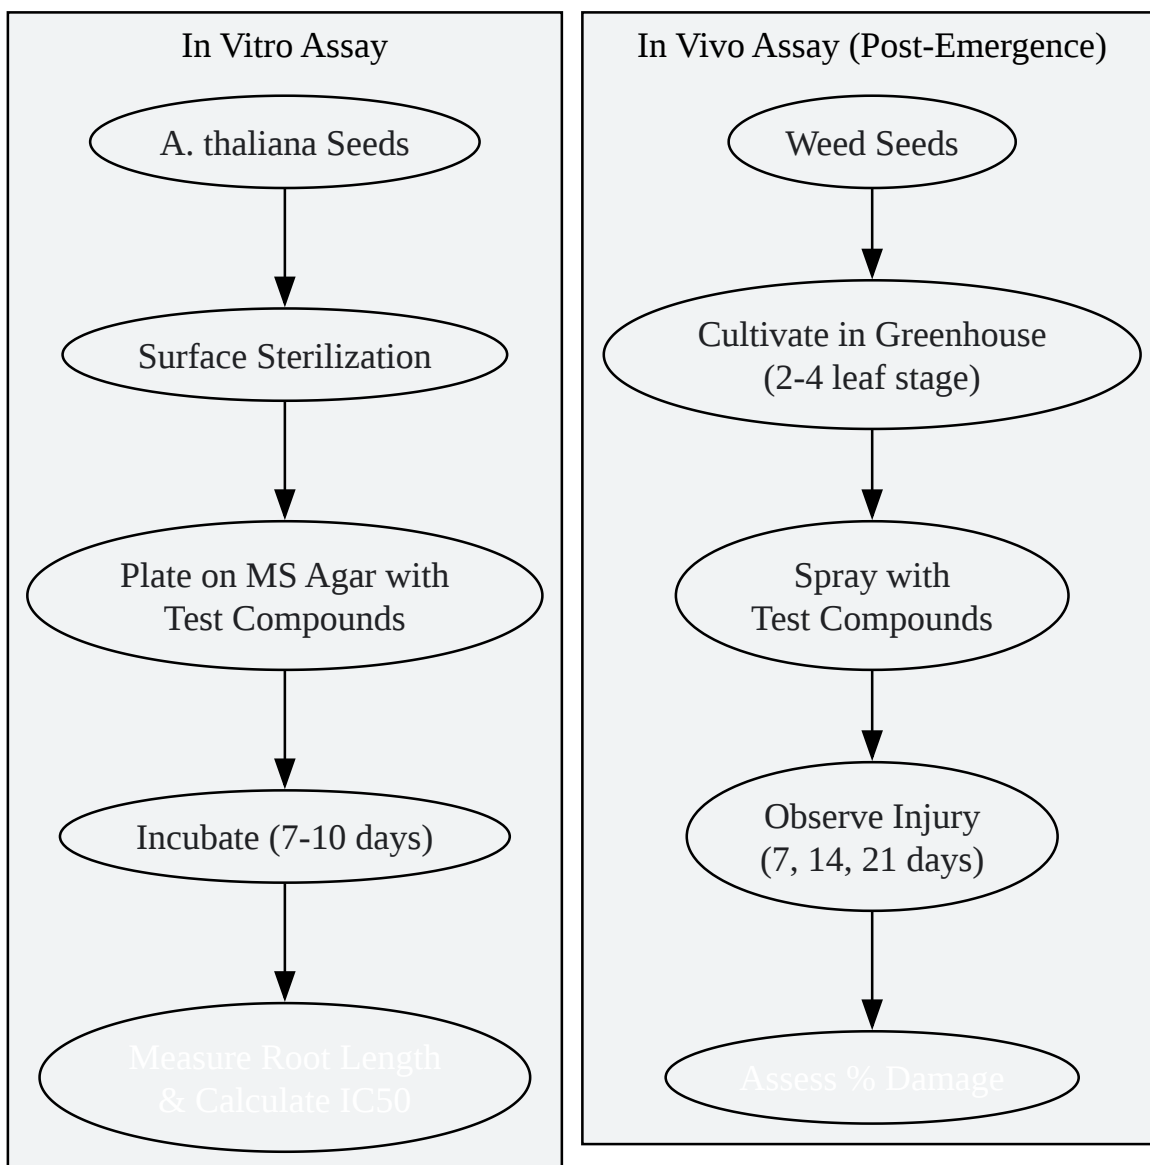 In Vitro Assay
A. thaliana Seeds
Surface Sterilization
Plate on MS Agar with
Test Compounds
Incubate (7-10 days)
Measure Root Length
& Calculate IC50
In Vivo Assay (Post-Emergence)
Weed Seeds
Cultivate in Greenhouse
(2-4 leaf stage)
Spray with
Test Compounds
Observe Injury
(7, 14, 21 days)
Assess % Damage